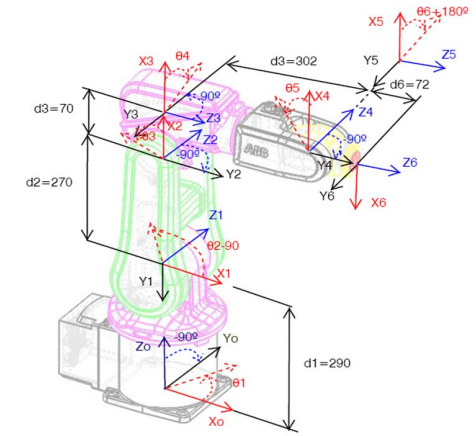 θ6+180º
X5
Z5
Y5
X3
θ4
d3=302
d6=72
-90º
θ5
X4
Z4
d3=70
Y3
Z3
X2
θ3
Z2
-90º
Y2
ABB
-90º
Y4
Z6
Y6
X6
d2=270
Z1
θ2-90
X1
Y1
-90º
Zo
Yo
d1=290
θ1
Xo